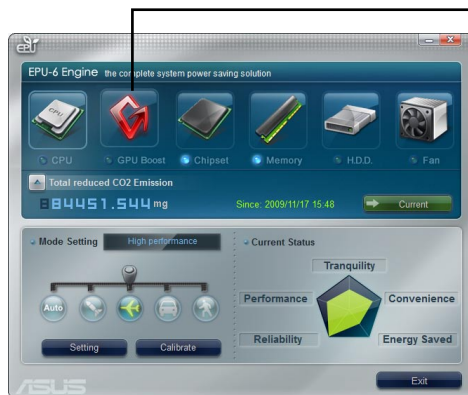 epu
EPU-6 Engine the complete system power saving solution
CPU
CPU GPU Boost Chipset Memory H.D.D. Fan
Total reduced CO2 Emission
84451.544 mg Since: 2009/11/17 15:48 Current
Mode Setting High performance Current Status
Tranquility
Auto Performance Convenience
Reliability Energy Saved
Setting Calibrate
ASUS Exit